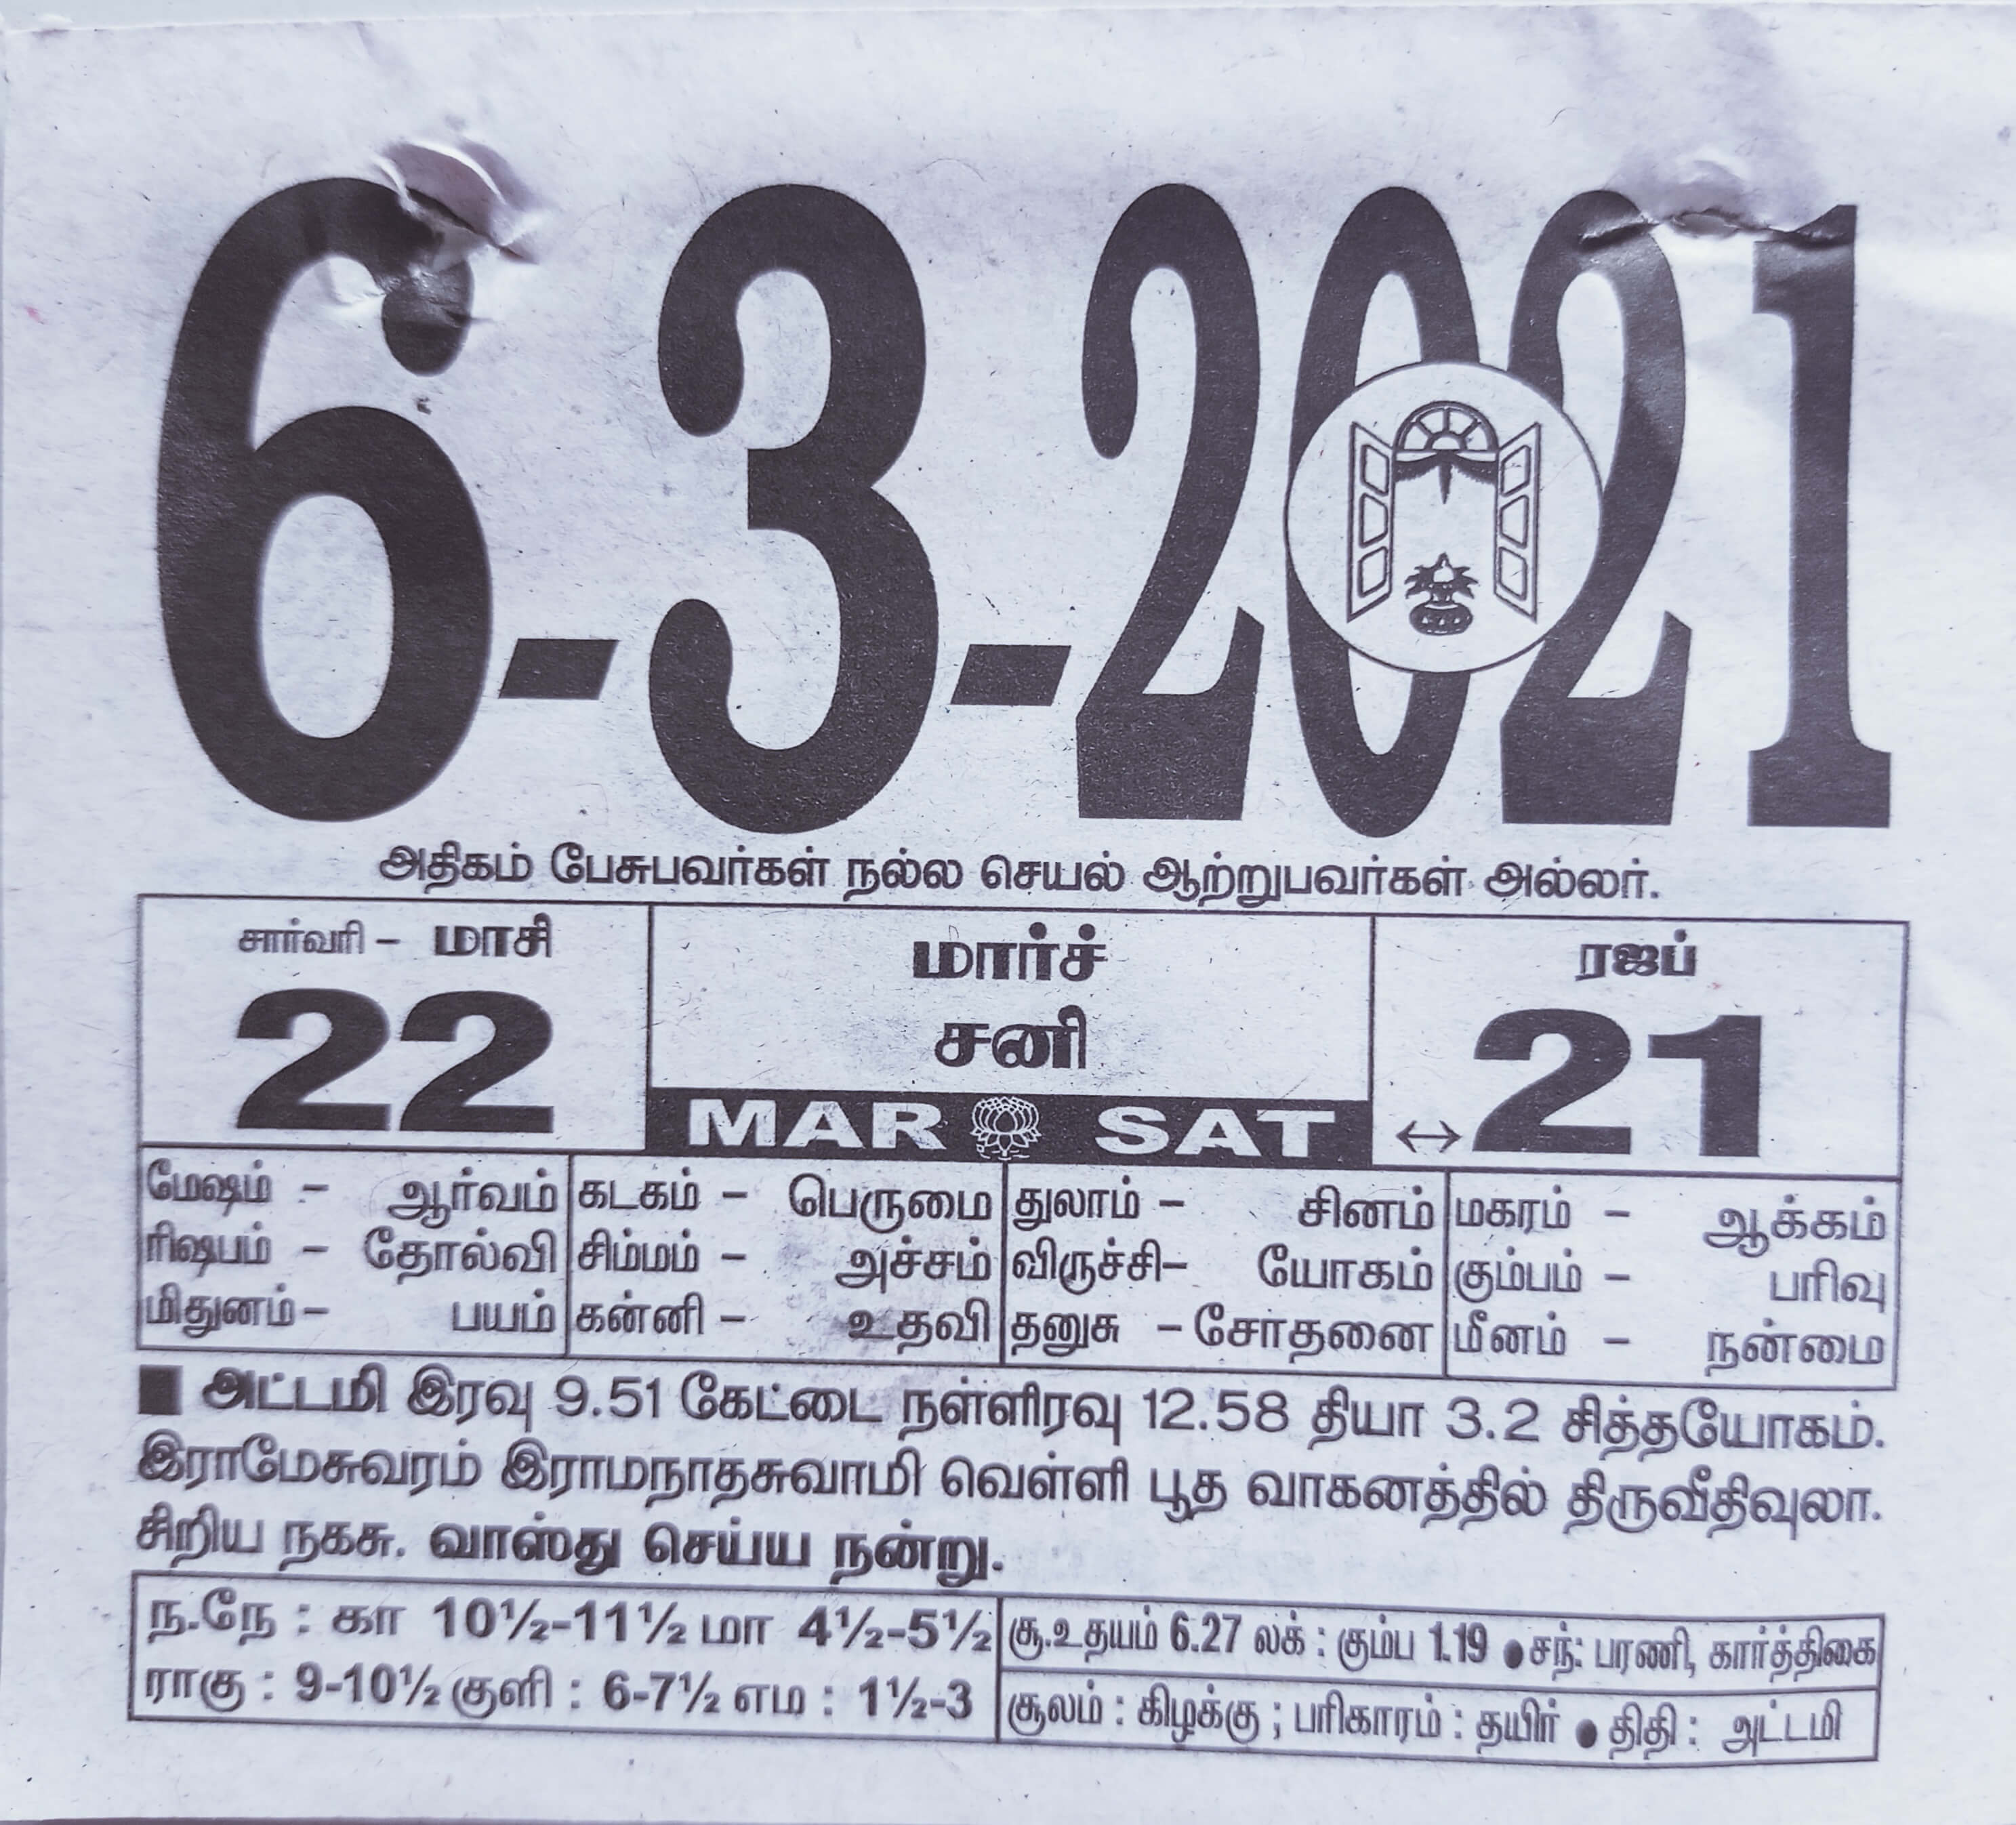 6-3-2021
அதிகம் பேசுபவர்கள் நல்ல செயல் ஆற்றுபவர்கள் அல்லர்.
சார்வரி – மாசி
22
மார்ச்
சனி
MAR SAT
ரஜப்
↔21
மேஷம் – ஆர்வம் கடகம் – பெருமை துலாம் – சினம் மகரம் – ஆக்கம்
ரிஷபம் – தோல்வி சிம்மம் – அச்சம் விருச்சி– யோகம் கும்பம் – பரிவு
மிதுனம்– பயம் கன்னி – உதவி தனுசு – சோதனை மீனம் – நன்மை
■ அட்டமி இரவு 9.51 கேட்டை நள்ளிரவு 12.58 தியா 3.2 சித்தயோகம்.
இராமேசுவரம் இராமநாதசுவாமி வெள்ளி பூத வாகனத்தில் திருவீதிவுலா.
சிறிய நகசு. வாஸ்து செய்ய நன்று.
ந.நே : கா 10½-11½ மா 4½-5½
ராகு : 9-10½ குளி : 6-7½ எம : 1½-3
சூ.உதயம் 6.27 லக் : கும்ப 1.19 ● சந்: பரணி, கார்த்திகை
சூலம் : கிழக்கு ; பரிகாரம் : தயிர் ● திதி : அட்டமி